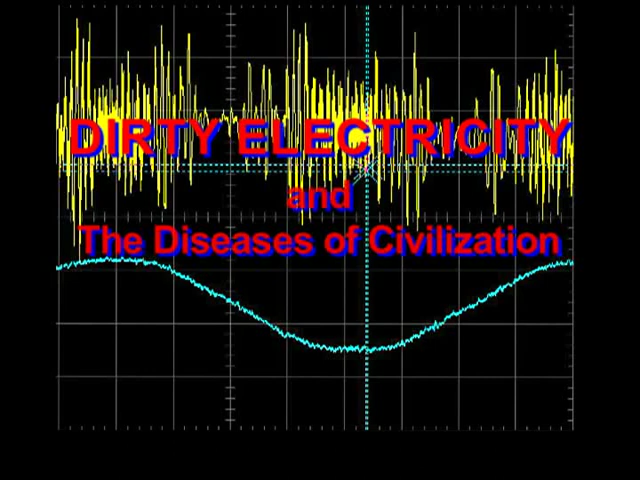 DIRTY ELECTRICITY
and
The Diseases of Civilization